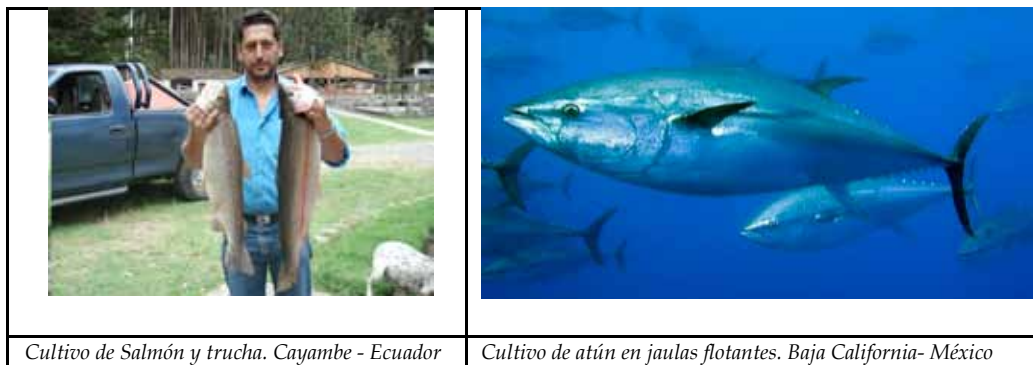 Cultivo de Salmón y trucha. Cayambe - Ecuador
Cultivo de atún en jaulas flotantes. Baja California- México